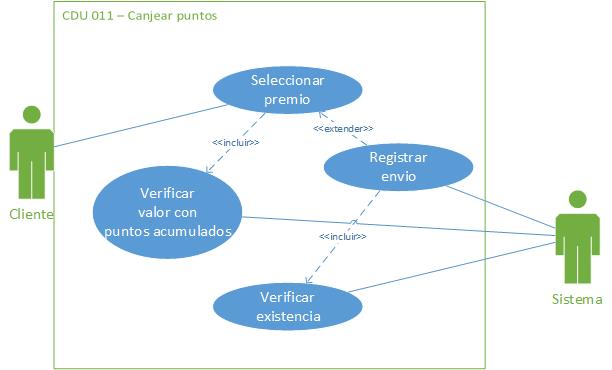 CDU 011 – Canjear puntos
Seleccionar
premio
<<incluir>>
<<extender>>
Registrar
envio
Cliente
Verificar
valor con
puntos acumulados
<<incluir>>
Verificar
existencia
Sistema